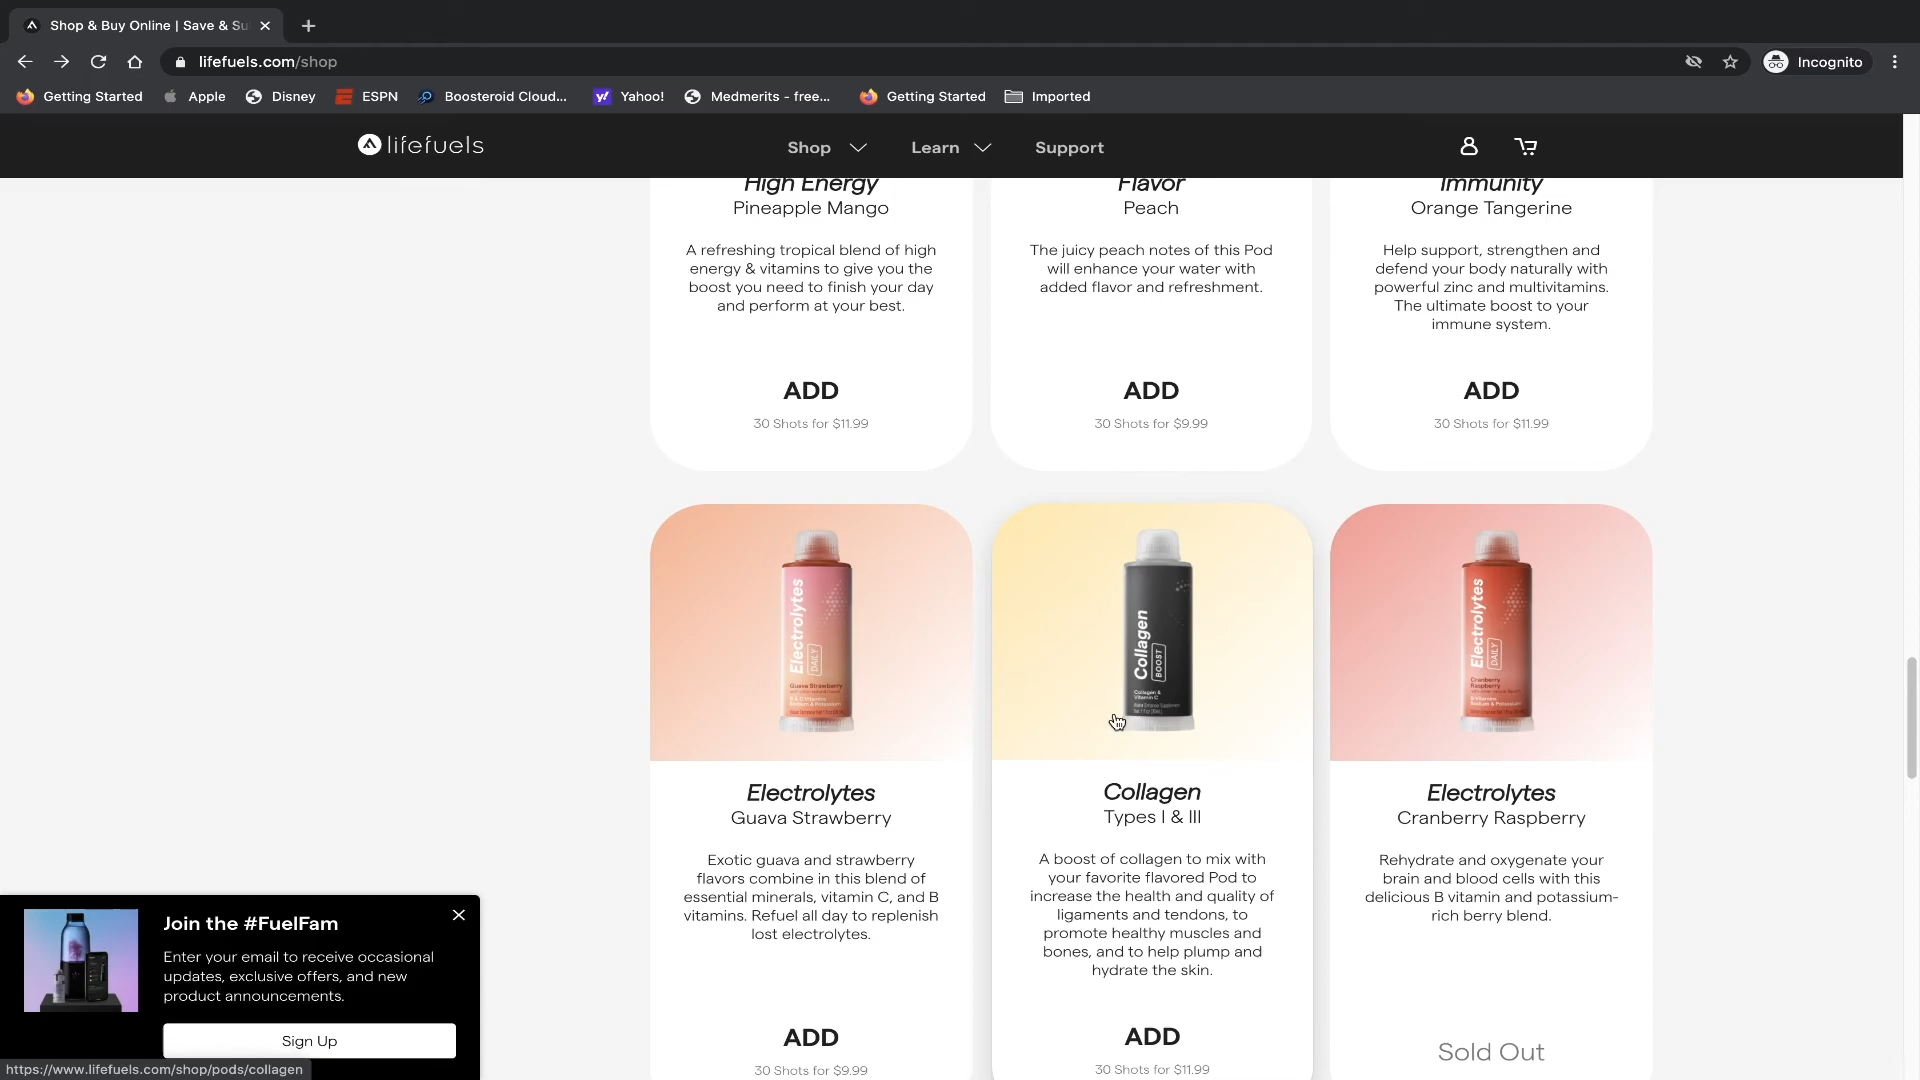 Shop & Buy Online | Save & Su
lifefuels.com/shop
Incognito
Getting Started
Apple
Disney
ESPN
Boosteroid Cloud...
Yahoo!
Medmerits - free...
Getting Started
Imported
lifefuels
Shop
Learn
Support
High Energy
Pineapple Mango
A refreshing tropical blend of high
energy & vitamins to give you the
boost you need to finish your day
and perform at your best.
ADD
30 Shots for $11.99
Flavor
Peach
The juicy peach notes of this Pod
will enhance your water with
added flavor and refreshment.
ADD
30 Shots for $9.99
Immunity
Orange Tangerine
Help support, strengthen and
defend your body naturally with
powerful zinc and multivitamins.
The ultimate boost to your
immune system.
ADD
30 Shots for $11.99
Electrolytes
DAILY
Guava Strawberry
B & C Vitamins
Sodium & Potassium
Electrolytes
Guava Strawberry
Exotic guava and strawberry
flavors combine in this blend of
essential minerals, vitamin C, and B
vitamins. Refuel all day to replenish
lost electrolytes.
ADD
30 Shots for $9.99
Collagen
BOOST
Collagen &
Vitamin C
Collagen
Types I & III
A boost of collagen to mix with
your favorite flavored Pod to
increase the health and quality of
ligaments and tendons, to
promote healthy muscles and
bones, and to help plump and
hydrate the skin.
ADD
30 Shots for $11.99
Electrolytes
DAILY
Cranberry
Raspberry
B Vitamins
Sodium & Potassium
Electrolytes
Cranberry Raspberry
Rehydrate and oxygenate your
brain and blood cells with this
delicious B vitamin and potassium-
rich berry blend.
Sold Out
Join the #FuelFam
Enter your email to receive occasional
updates, exclusive offers, and new
product announcements.
Sign Up
https://www.lifefuels.com/shop/pods/collagen